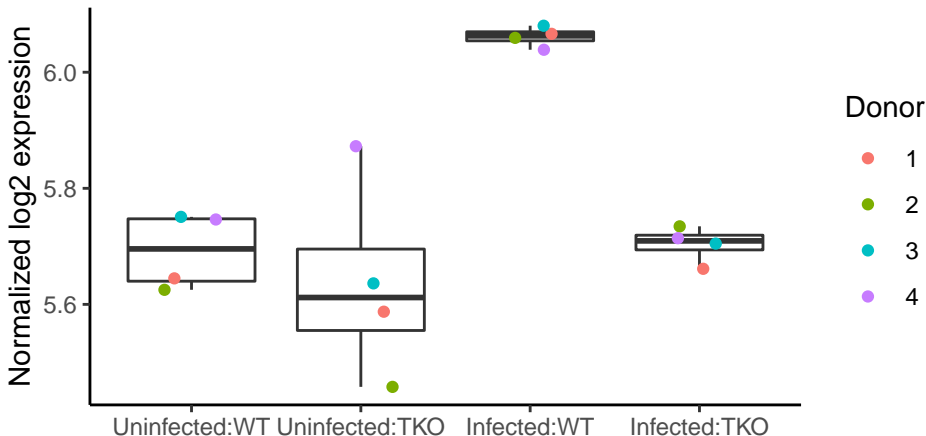 Normalized log2 expression
6.0
5.8
5.6
Uninfected:WT
Uninfected:TKO
Infected:WT
Infected:TKO
Donor
1
2
3
4